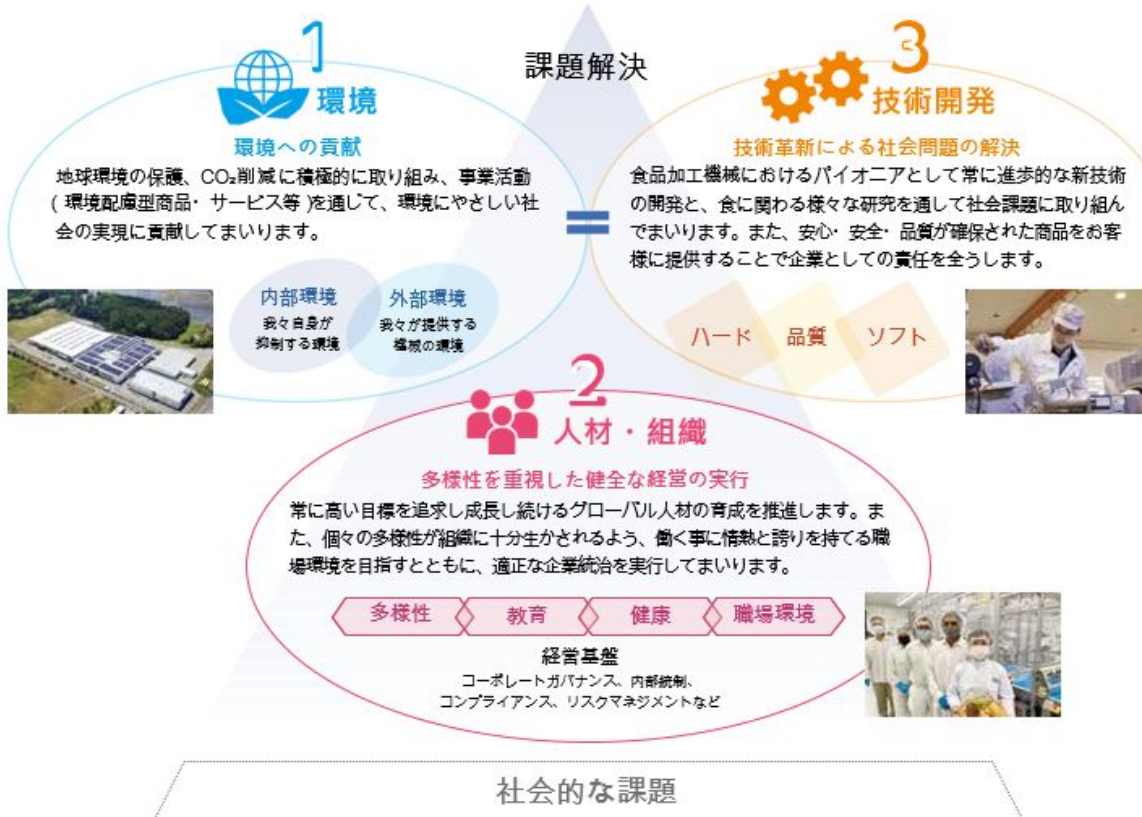 課題解決
1
環境
環境への貢献
地球環境の保護、CO₂削減に積極的に取り組み、事業活動
(環境配慮型商品・サービス等)を通じて、環境にやさしい社
会の実現に貢献してまいります。
内部環境
我々自身が
抑制する環境
外部環境
我々が提供する
機械の環境
=
3
技術開発
技術革新による社会問題の解決
食品加工機械におけるパイオニアとして常に進歩的な新技術
の開発と、食に関わる様々な研究を通して社会課題に取り組ん
でまいります。また、安心・安全・品質が確保された商品をお客
様に提供することで企業としての責任を全うします。
ハード 品質 ソフト
2
人材・組織
多様性を重視した健全な経営の実行
常に高い目標を追求し成長し続けるグローバル人材の育成を推進します。ま
た、個々の多様性が組織に十分生かされるよう、働く事に情熱と誇りを持てる職
場環境を目指すとともに、適正な企業統治を実行してまいります。
多様性 教育 健康 職場環境
経営基盤
コーポレートガバナンス、内部統制、
コンプライアンス、リスクマネジメントなど
社会的な課題